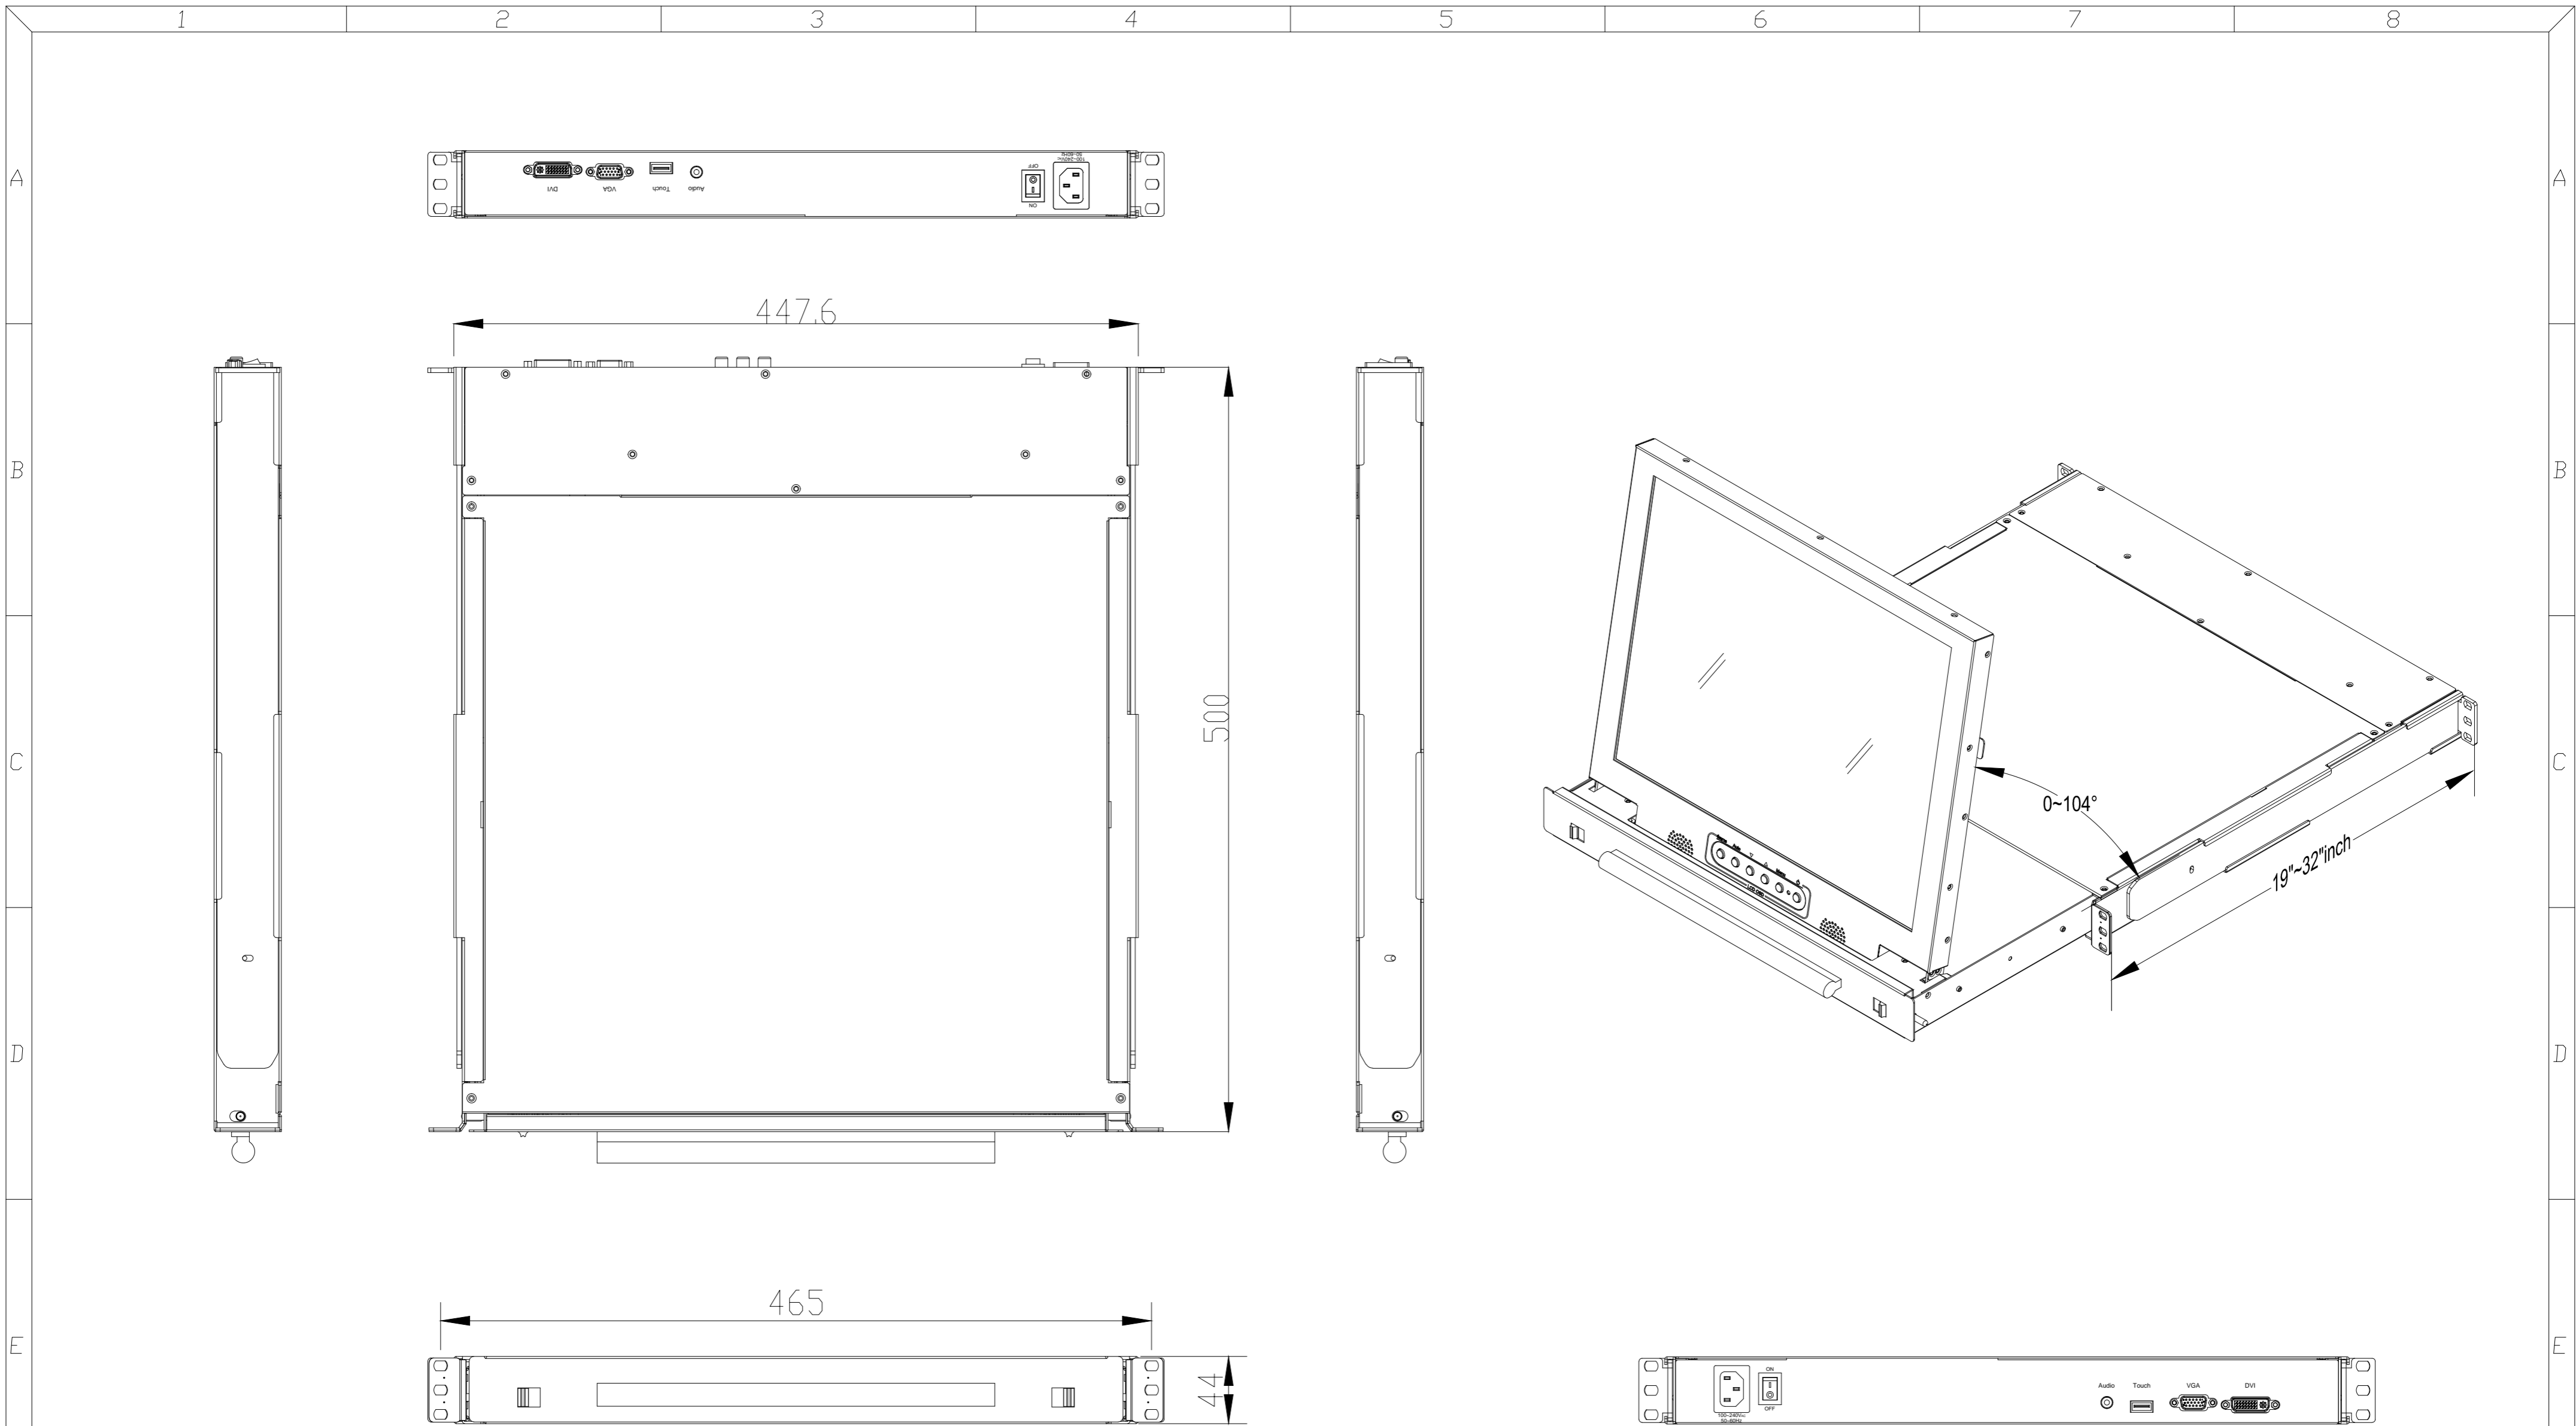 1 2 3 4 5 6 7 8
A A
DVI VGA Touch Audio
OFF
ON
100~240V
50~60Hz
447.6
B B
500
C C
0~104°
19"~32"inch
D D
465
E E
44
ON
OFF
100~240V
50~60Hz
Audio Touch VGA DVI